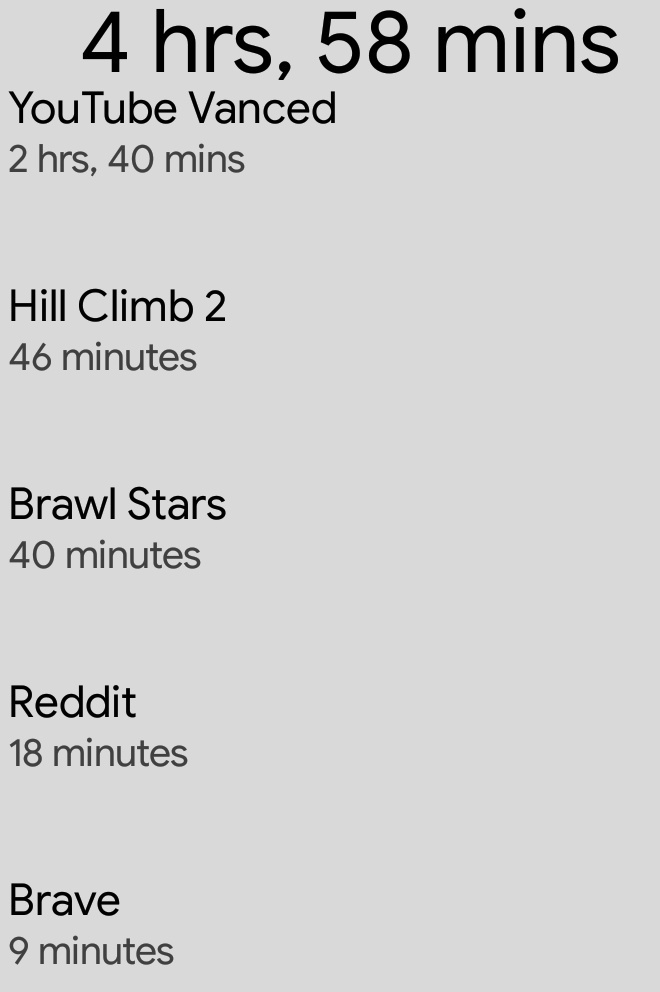 4 hrs, 58 mins
YouTube Vanced
2 hrs, 40 mins
Hill Climb 2
46 minutes
Brawl Stars
40 minutes
Reddit
18 minutes
Brave
9 minutes